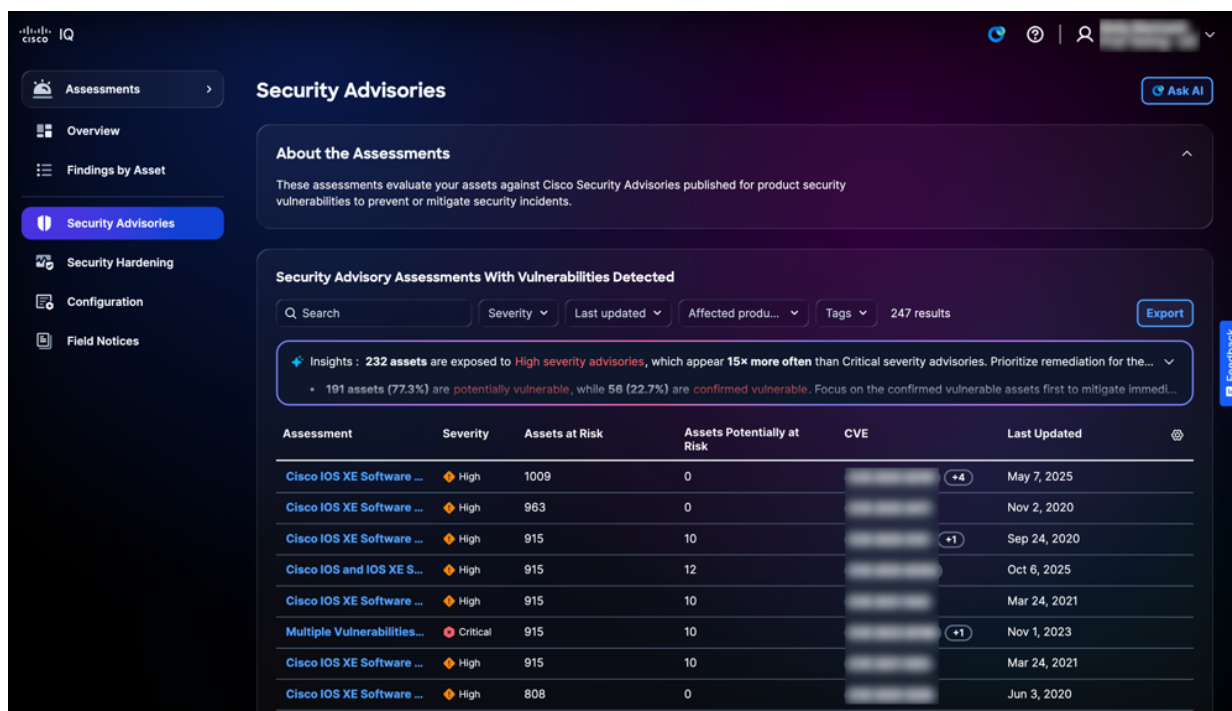 cisco IQ
Assessments
Overview
Findings by Asset
Security Advisories
Security Hardening
Configuration
Field Notices
Security Advisories
Ask AI
About the Assessments
These assessments evaluate your assets against Cisco Security Advisories published for product security
vulnerabilities to prevent or mitigate security incidents.
Security Advisory Assessments With Vulnerabilities Detected
Search Severity Last updated Affected produ... Tags 247 results Export
Insights : 232 assets are exposed to High severity advisories, which appear 15× more often than Critical severity advisories. Prioritize remediation for the...
• 191 assets (77.3%) are potentially vulnerable, while 56 (22.7%) are confirmed vulnerable. Focus on the confirmed vulnerable assets first to mitigate immedi...
Assessment Severity Assets at Risk Assets Potentially at Risk CVE Last Updated
Cisco IOS XE Software ... High 1009 0 +4 May 7, 2025
Cisco IOS XE Software ... High 963 0 Nov 2, 2020
Cisco IOS XE Software ... High 915 10 +1 Sep 24, 2020
Cisco IOS and IOS XE S... High 915 12 Oct 6, 2025
Cisco IOS XE Software ... High 915 10 Mar 24, 2021
Multiple Vulnerabilities... Critical 915 10 +1 Nov 1, 2023
Cisco IOS XE Software ... High 915 10 Mar 24, 2021
Cisco IOS XE Software ... High 808 0 Jun 3, 2020
Feedback